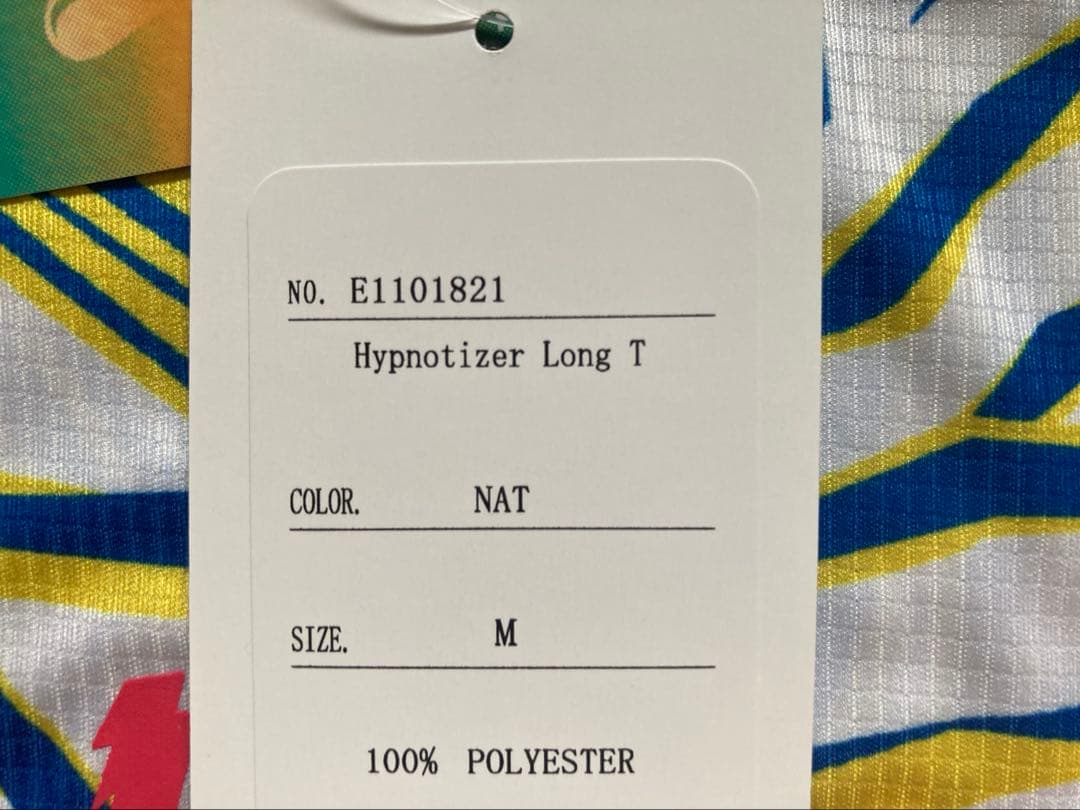 NO. E1101821
Hypnotizer Long T
COLOR. NAT
SIZE. M
100% POLYESTER